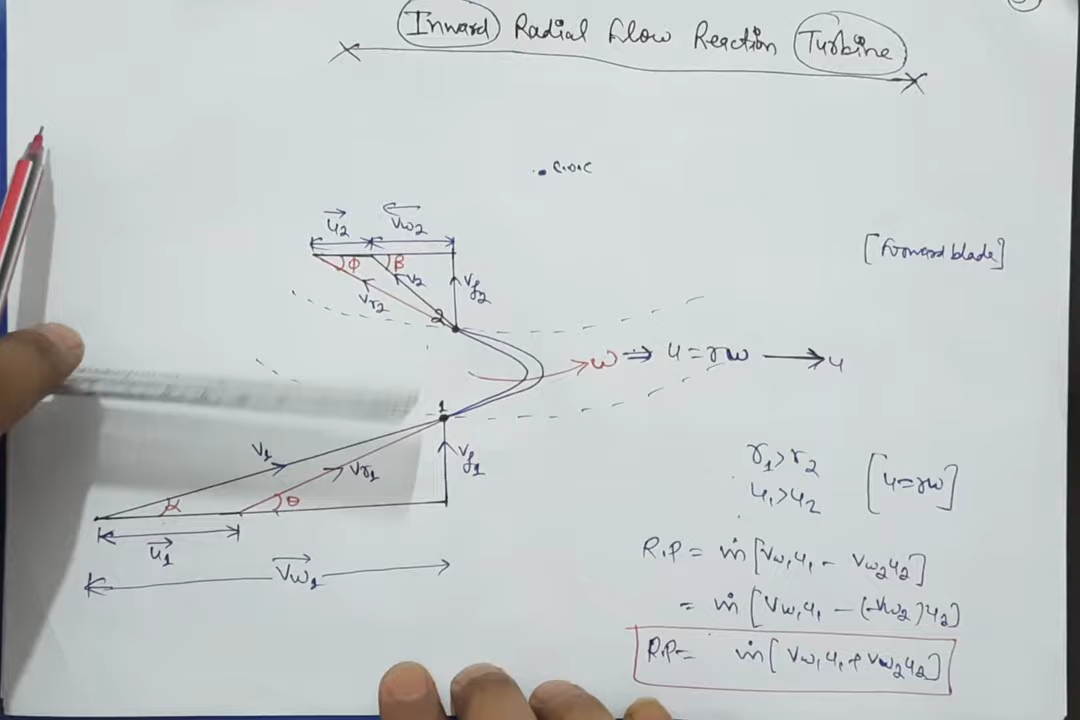 Inward Radial flow Reaction Turbine
C.O.C
u2 Vw2
[forward blade]
φ β V2 Vf2
Vr2
2
ω ⇒ u = rω → u
1
V1 Vr1 Vf1
α θ
u1
Vw1
r1 > r2
u1 > u2 [u = rω]
R.P = ṁ [Vw1u1 - Vw2u2]
= ṁ [Vw1u1 - (-Vw2)u2]
R.P = ṁ [Vw1u1 + Vw2u2]